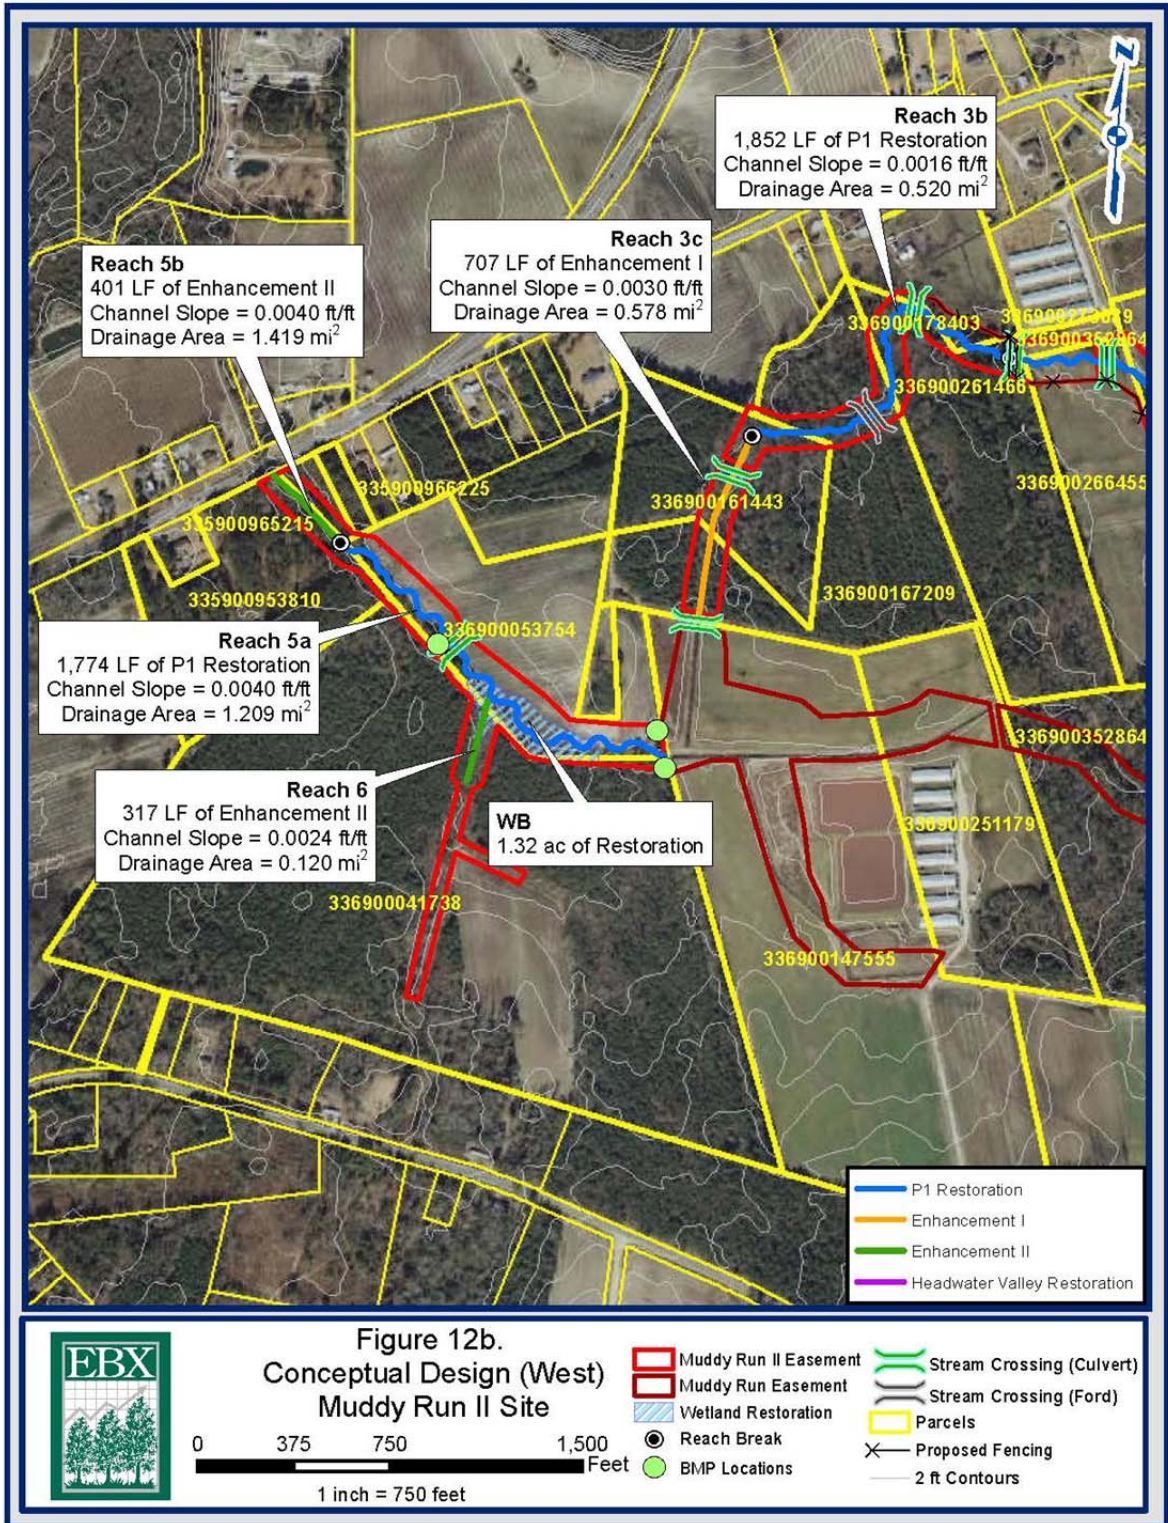 N
Reach 3b
1,852 LF of P1 Restoration
Channel Slope = 0.0016 ft/ft
Drainage Area = 0.520 mi²
Reach 3c
707 LF of Enhancement I
Channel Slope = 0.0030 ft/ft
Drainage Area = 0.578 mi²
Reach 5b
401 LF of Enhancement II
Channel Slope = 0.0040 ft/ft
Drainage Area = 1.419 mi²
336900178403
336900261466
336900266455
336900161443
335900966225
335900965215
335900953810
336900167209
336900053754
Reach 5a
1,774 LF of P1 Restoration
Channel Slope = 0.0040 ft/ft
Drainage Area = 1.209 mi²
336900352864
Reach 6
317 LF of Enhancement II
Channel Slope = 0.0024 ft/ft
Drainage Area = 0.120 mi²
WB
1.32 ac of Restoration
336900251179
336900041738
336900147555
P1 Restoration
Enhancement I
Enhancement II
Headwater Valley Restoration
EBX
Figure 12b.
Conceptual Design (West)
Muddy Run II Site
0 375 750 1,500
Feet
1 inch = 750 feet
Muddy Run II Easement
Muddy Run Easement
Wetland Restoration
Reach Break
BMP Locations
Stream Crossing (Culvert)
Stream Crossing (Ford)
Parcels
Proposed Fencing
2 ft Contours